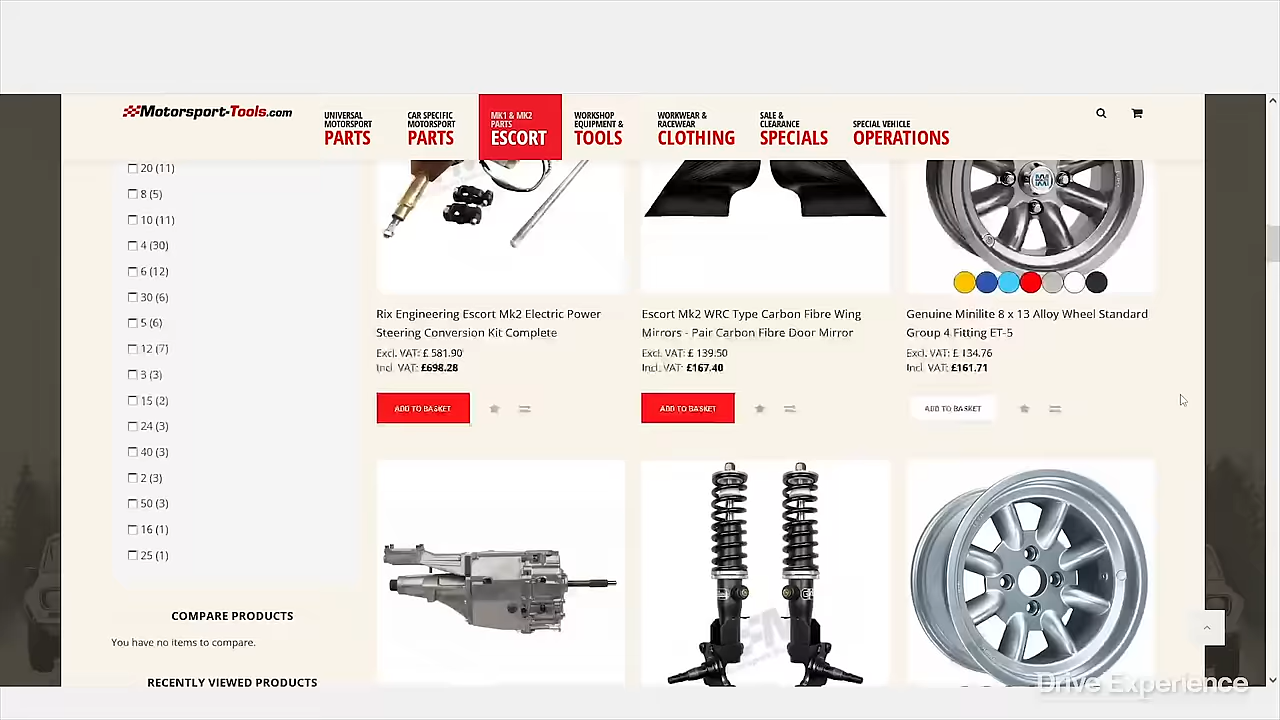 Motorsport-Tools.com
UNIVERSAL
MOTORSPORT
PARTS
CAR SPECIFIC
MOTORSPORT
PARTS
MK1 & MK2
PARTS
ESCORT
WORKSHOP
EQUIPMENT &
TOOLS
WORKWEAR &
RACEWEAR
CLOTHING
SALE &
CLEARANCE
SPECIALS
SPECIAL VEHICLE
OPERATIONS
20 (11)
8 (5)
10 (11)
4 (30)
6 (12)
30 (6)
5 (6)
12 (7)
3 (3)
15 (2)
24 (3)
40 (3)
2 (3)
50 (3)
16 (1)
25 (1)
COMPARE PRODUCTS
You have no items to compare.
RECENTLY VIEWED PRODUCTS
Rix Engineering Escort Mk2 Electric Power
Steering Conversion Kit Complete
Excl. VAT: £ 581.90
Incl. VAT: £698.28
ADD TO BASKET
Escort Mk2 WRC Type Carbon Fibre Wing
Mirrors - Pair Carbon Fibre Door Mirror
Excl. VAT: £ 139.50
Incl. VAT: £167.40
ADD TO BASKET
Genuine Minilite 8 x 13 Alloy Wheel Standard
Group 4 Fitting ET-5
Excl. VAT: £ 134.76
Incl. VAT: £161.71
ADD TO BASKET
Drive Experience